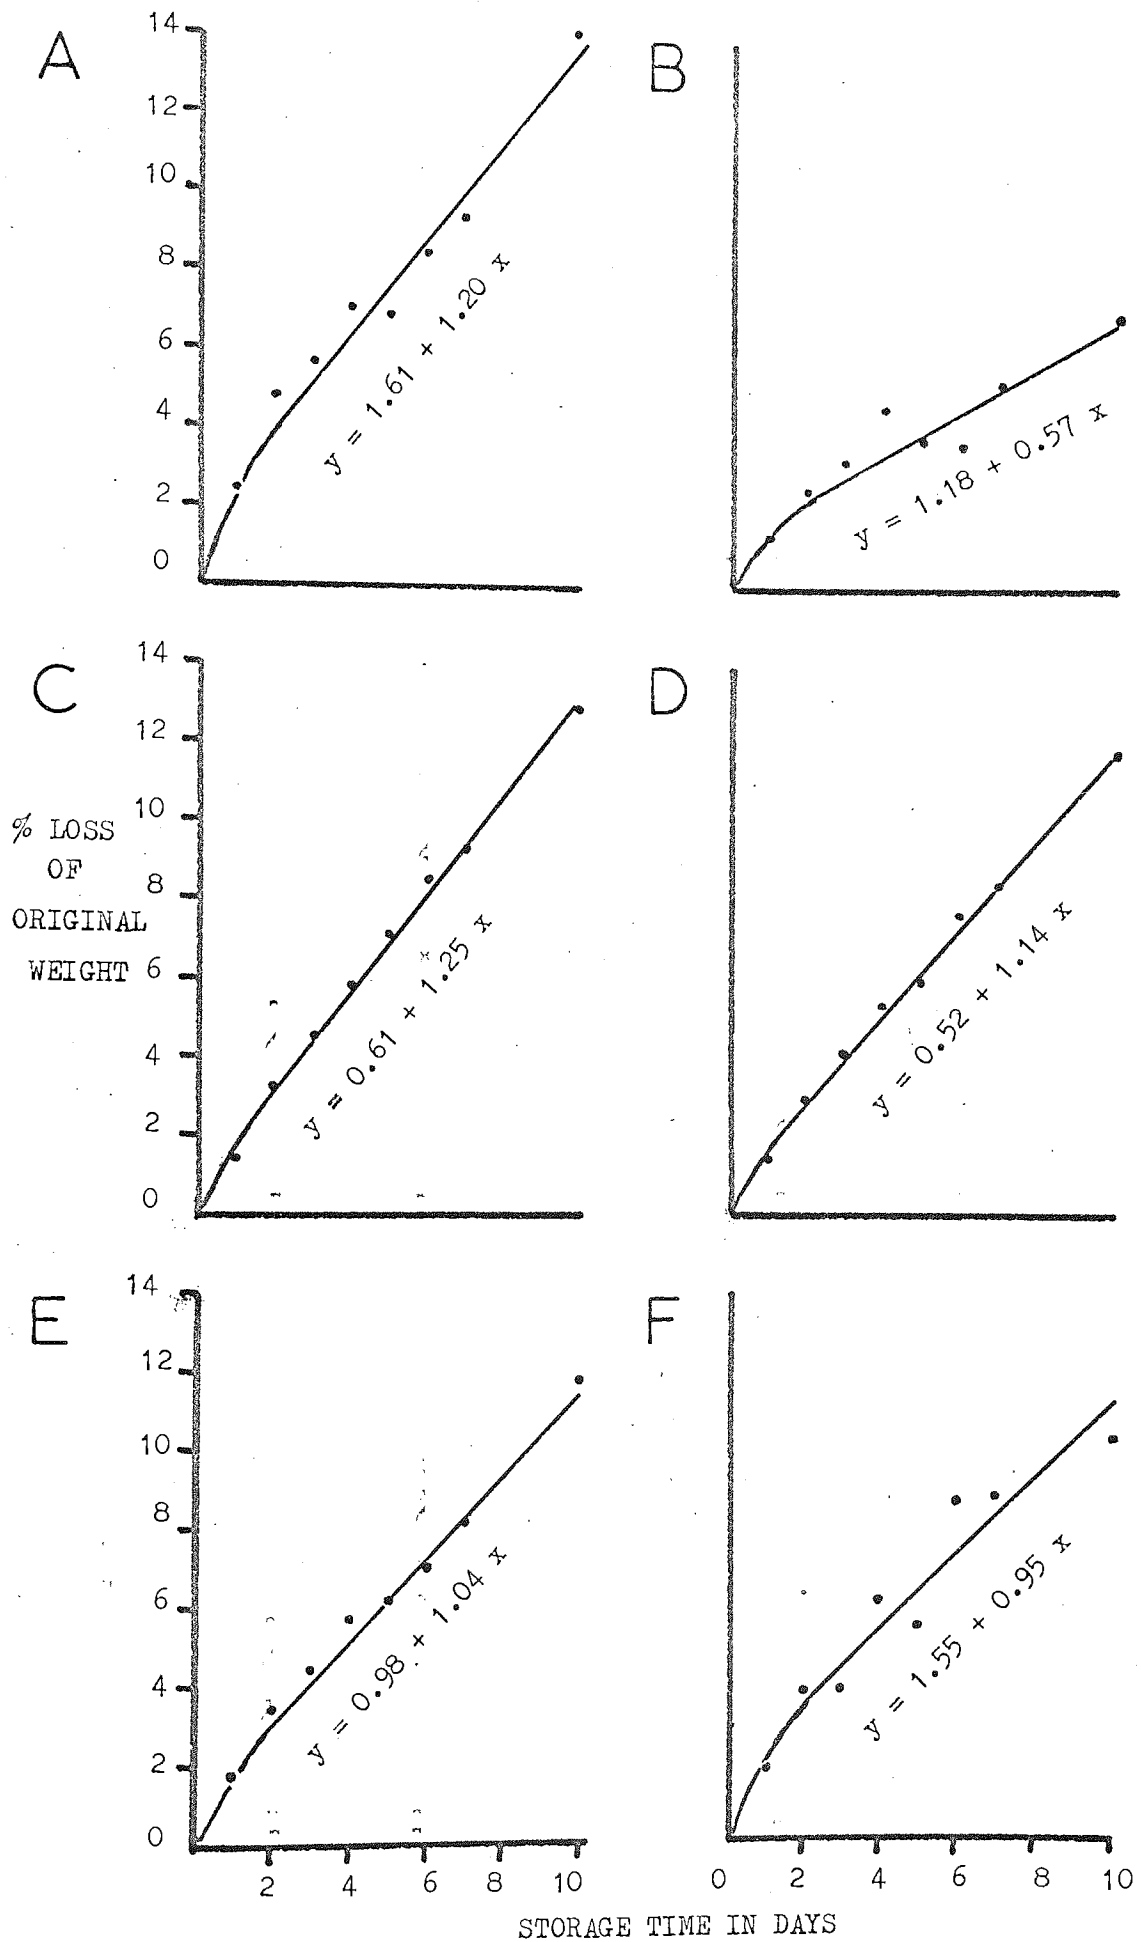 A
14
12
10
8
6
4
2
0
y = 1.61 + 1.20 x
B
y = 1.18 + 0.57 x
C
14
12
10
8
6
4
2
0
% LOSS
OF
ORIGINAL
WEIGHT
y = 0.61 + 1.25 x
D
y = 0.52 + 1.14 x
E
14
12
10
8
6
4
2
0
y = 0.98 + 1.04 x
2 4 6 8 10
F
y = 1.55 + 0.95 x
0 2 4 6 8 10
STORAGE TIME IN DAYS